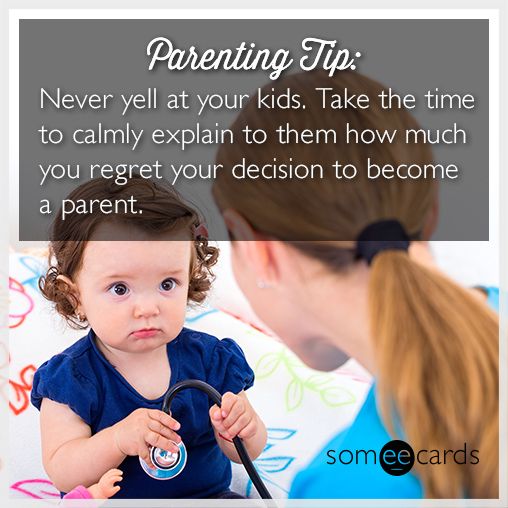 Parenting Tip:
Never yell at your kids. Take the time
to calmly explain to them how much
you regret your decision to become
a parent.
someecards